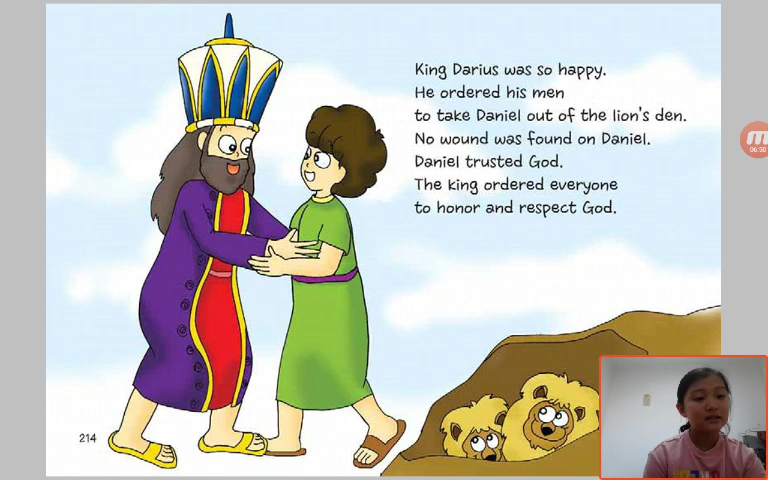 King Darius was so happy.
He ordered his men
to take Daniel out of the lion's den.
No wound was found on Daniel.
Daniel trusted God.
The king ordered everyone
to honor and respect God.
06:50
214